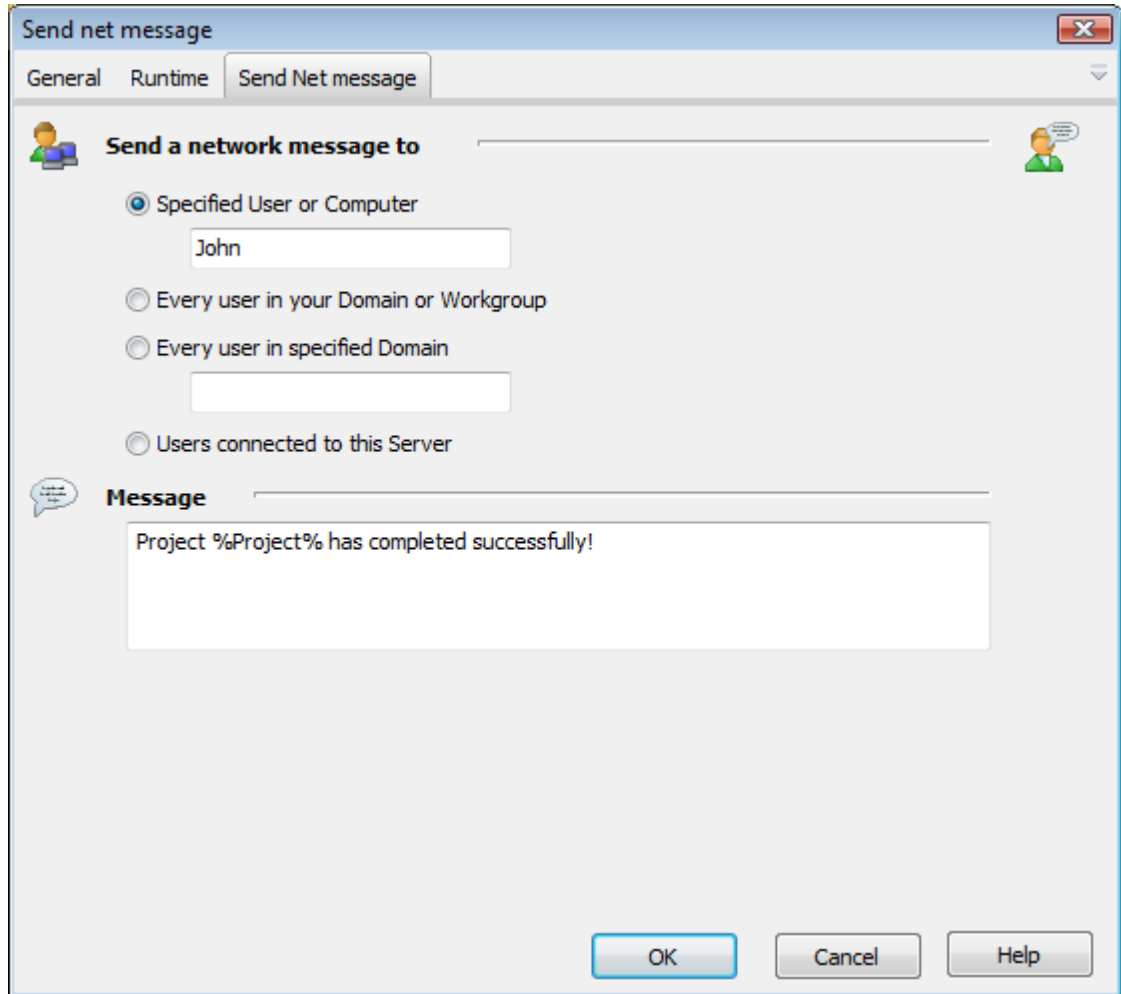 Send net message
General Runtime Send Net message
Send a network message to
Specified User or Computer
John
Every user in your Domain or Workgroup
Every user in specified Domain
Users connected to this Server
Message
Project %Project% has completed successfully!
OK Cancel Help